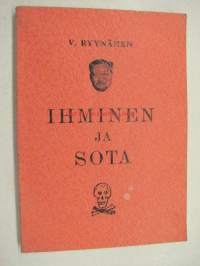 V. RYYNÄNEN
IHMINEN
JA
SOTA